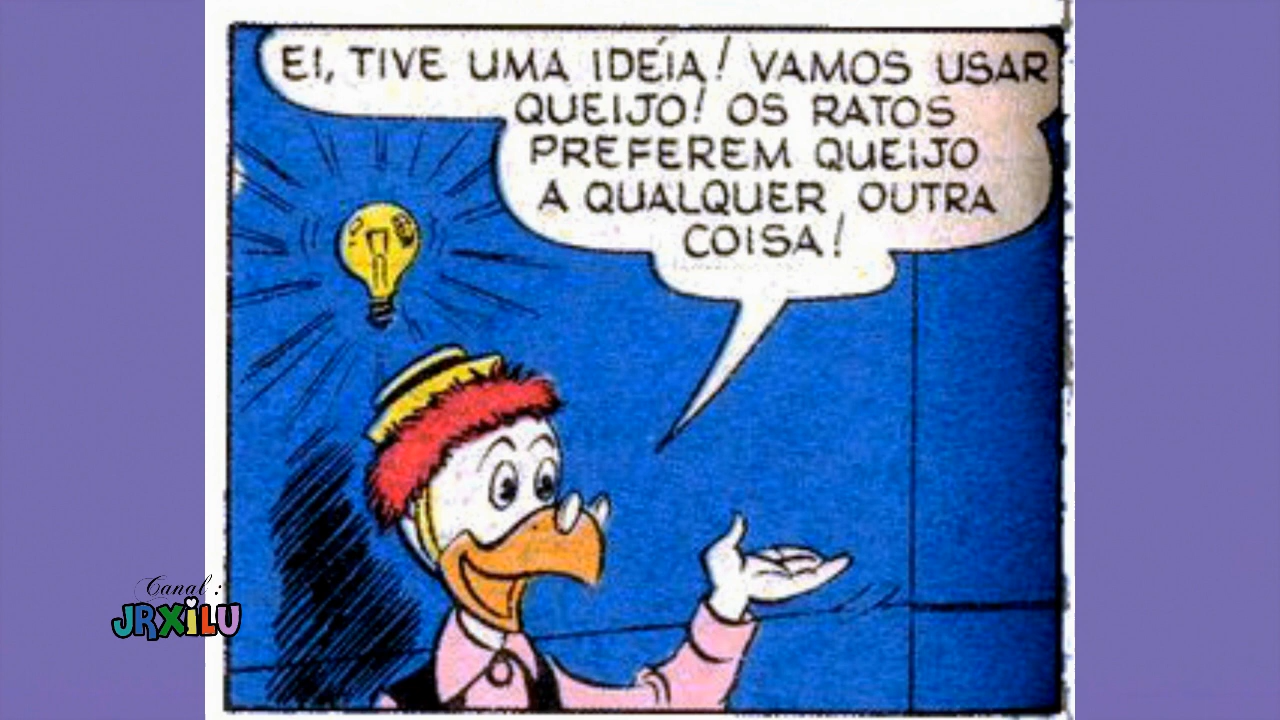 EI, TIVE UMA IDÉIA! VAMOS USAR
QUEIJO! OS RATOS
PREFEREM QUEIJO
A QUALQUER OUTRA
COISA!
Canal :
JRXiLU